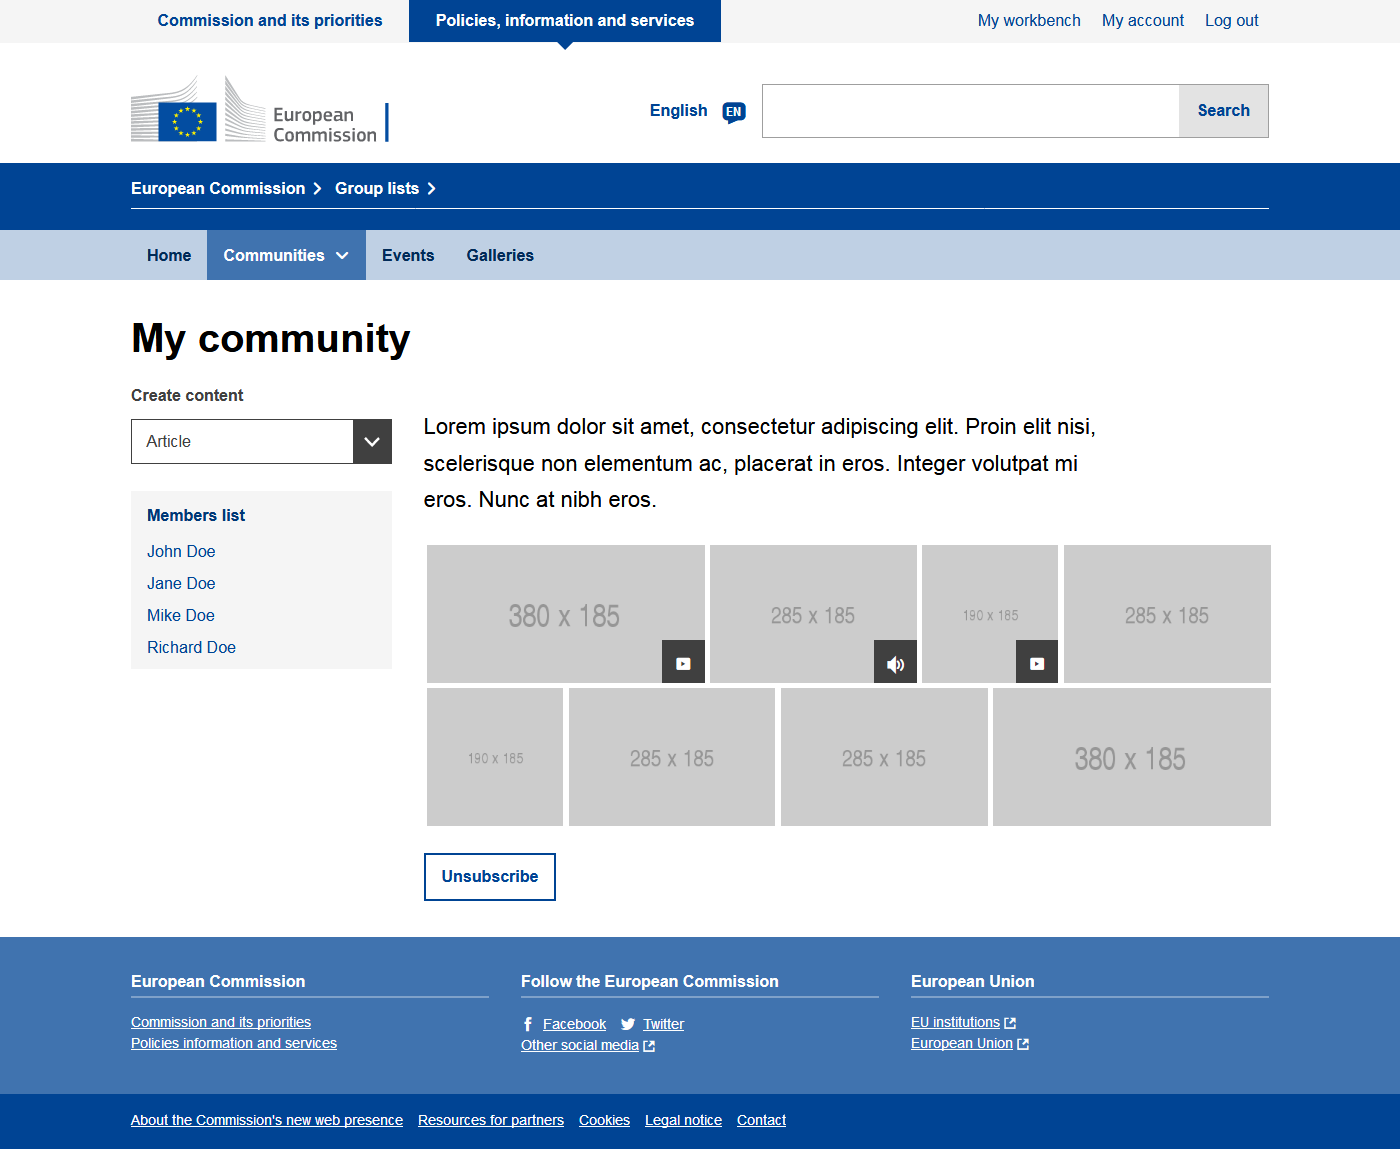 Commission and its priorities
Policies, information and services
My workbench
My account
Log out
European
Commission
English
EN
Search
European Commission
Group lists
Home
Communities
Events
Galleries
My community
Create content
Article
Members list
John Doe
Jane Doe
Mike Doe
Richard Doe
Lorem ipsum dolor sit amet, consectetur adipiscing elit. Proin elit nisi,
scelerisque non elementum ac, placerat in eros. Integer volutpat mi
eros. Nunc at nibh eros.
380 x 185
285 x 185
190 x 185
285 x 185
190 x 185
285 x 185
285 x 185
380 x 185
Unsubscribe
European Commission
Commission and its priorities
Policies information and services
Follow the European Commission
Facebook
Twitter
Other social media
European Union
EU institutions
European Union
About the Commission's new web presence
Resources for partners
Cookies
Legal notice
Contact